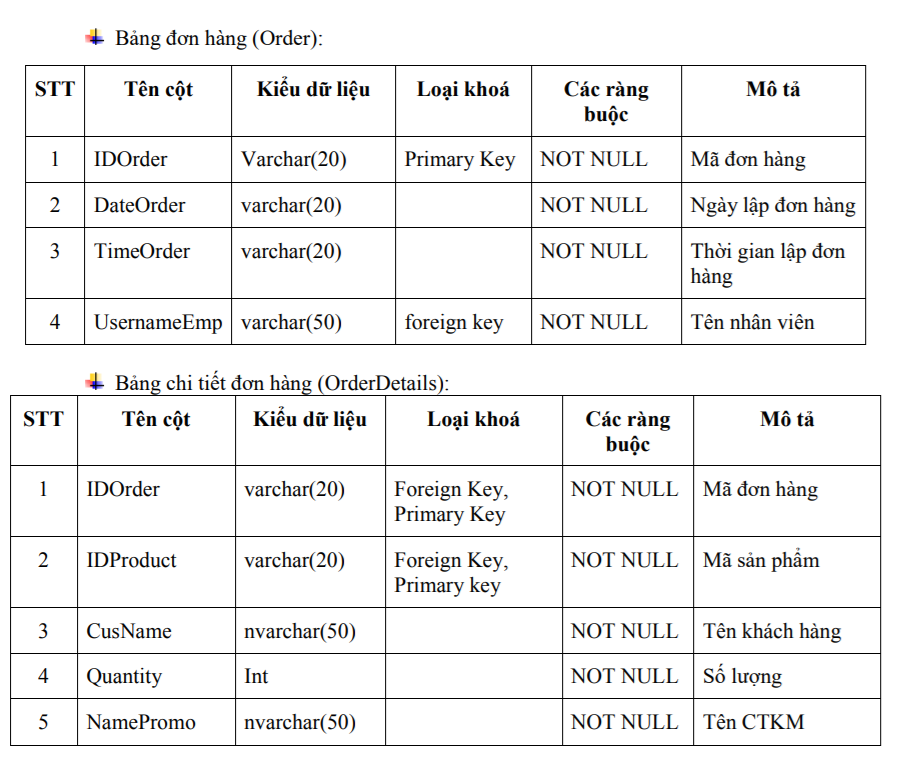 Bảng đơn hàng (Order):
STT Tên cột Kiểu dữ liệu Loại khoá Các ràng buộc Mô tả
1 IDOrder Varchar(20) Primary Key NOT NULL Mã đơn hàng
2 DateOrder varchar(20) NOT NULL Ngày lập đơn hàng
3 TimeOrder varchar(20) NOT NULL Thời gian lập đơn hàng
4 UsernameEmp varchar(50) foreign key NOT NULL Tên nhân viên
Bảng chi tiết đơn hàng (OrderDetails):
STT Tên cột Kiểu dữ liệu Loại khoá Các ràng buộc Mô tả
1 IDOrder varchar(20) Foreign Key, Primary Key NOT NULL Mã đơn hàng
2 IDProduct varchar(20) Foreign Key, Primary key NOT NULL Mã sản phẩm
3 CusName nvarchar(50) NOT NULL Tên khách hàng
4 Quantity Int NOT NULL Số lượng
5 NamePromo nvarchar(50) NOT NULL Tên CTKM